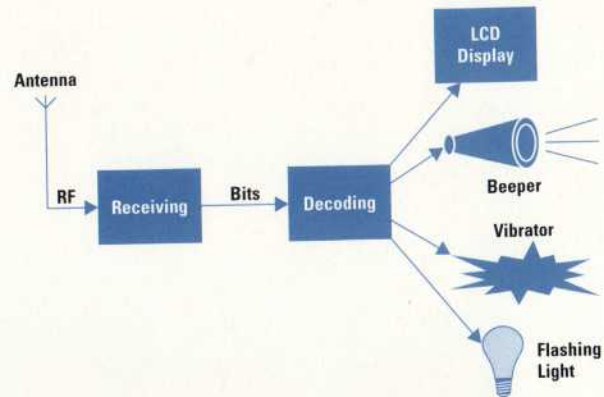 LCD
Display
Antenna
RF
Receiving
Bits
Decoding
Beeper
Vibrator
Flashing
Light